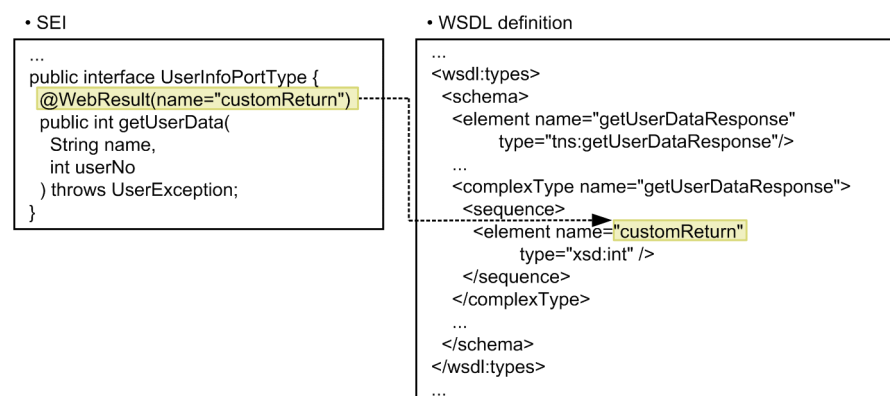 • SEI
...
public interface UserInfoPortType {
@WebResult(name="customReturn")
public int getUserData(
String name,
int userNo
) throws UserException;
}
• WSDL definition
...
<wsdl:types>
<schema>
<element name="getUserDataResponse"
type="tns:getUserDataResponse"/>
...
<complexType name="getUserDataResponse">
<sequence>
<element name="customReturn"
type="xsd:int" />
</sequence>
</complexType>
...
</schema>
</wsdl:types>
...